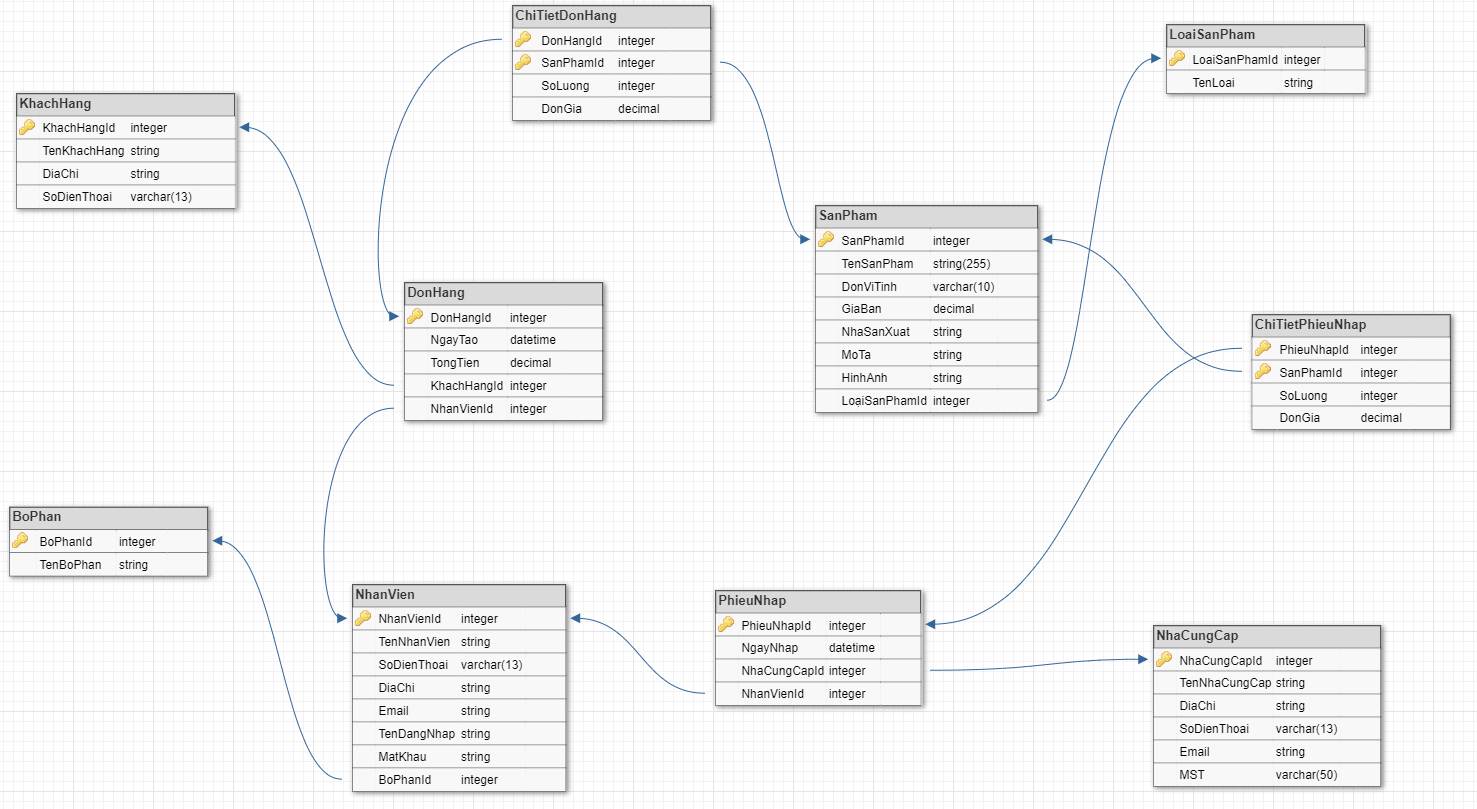 ChiTietDonHang
DonHangId integer
SanPhamId integer
SoLuong integer
DonGia decimal
LoaiSanPham
LoaiSanPhamId integer
TenLoai string
KhachHang
KhachHangId integer
TenKhachHang string
DiaChi string
SoDienThoai varchar(13)
SanPham
SanPhamId integer
TenSanPham string(255)
DonViTinh varchar(10)
GiaBan decimal
NhaSanXuat string
MoTa string
HinhAnh string
LoaiSanPhamId integer
DonHang
DonHangId integer
NgayTao datetime
TongTien decimal
KhachHangId integer
NhanVienId integer
ChiTietPhieuNhap
PhieuNhapId integer
SanPhamId integer
SoLuong integer
DonGia decimal
BoPhan
BoPhanId integer
TenBoPhan string
NhanVien
NhanVienId integer
TenNhanVien string
SoDienThoai varchar(13)
DiaChi string
Email string
TenDangNhap string
MatKhau string
BoPhanId integer
PhieuNhap
PhieuNhapId integer
NgayNhap datetime
NhaCungCapId integer
NhanVienId integer
NhaCungCap
NhaCungCapId integer
TenNhaCungCap string
DiaChi string
SoDienThoai varchar(13)
Email string
MST varchar(50)